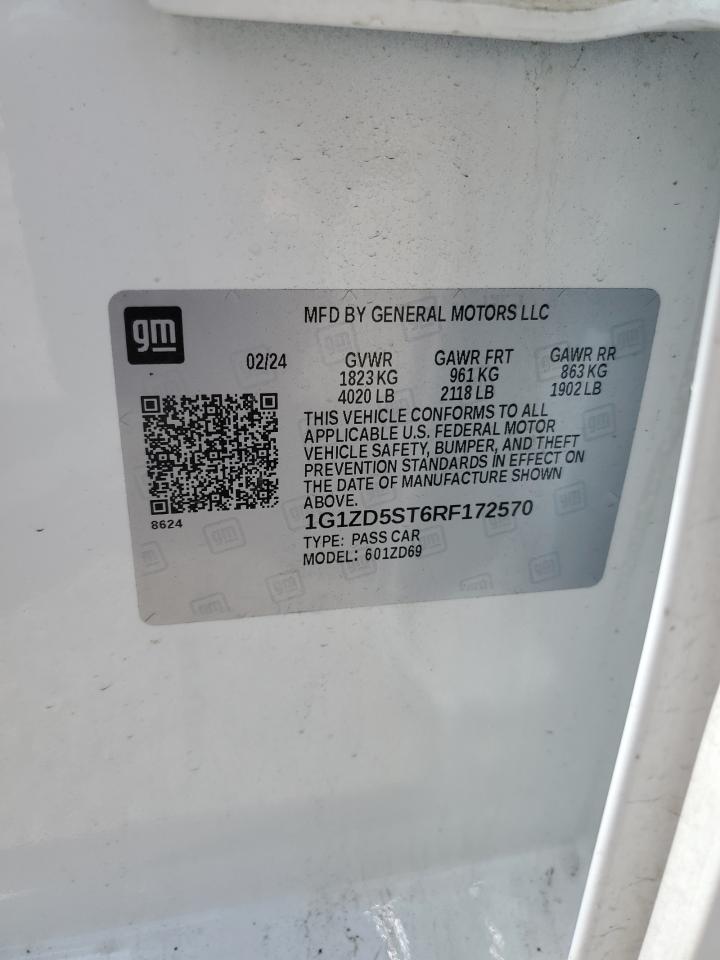 gm
MFD BY GENERAL MOTORS LLC
02/24 GVWR GAWR FRT GAWR RR
1823 KG 961 KG 863 KG
4020 LB 2118 LB 1902 LB
THIS VEHICLE CONFORMS TO ALL
APPLICABLE U.S. FEDERAL MOTOR
VEHICLE SAFETY, BUMPER, AND THEFT
PREVENTION STANDARDS IN EFFECT ON
THE DATE OF MANUFACTURE SHOWN
ABOVE.
8624
1G1ZD5ST6RF172570
TYPE: PASS CAR
MODEL: 601ZD69